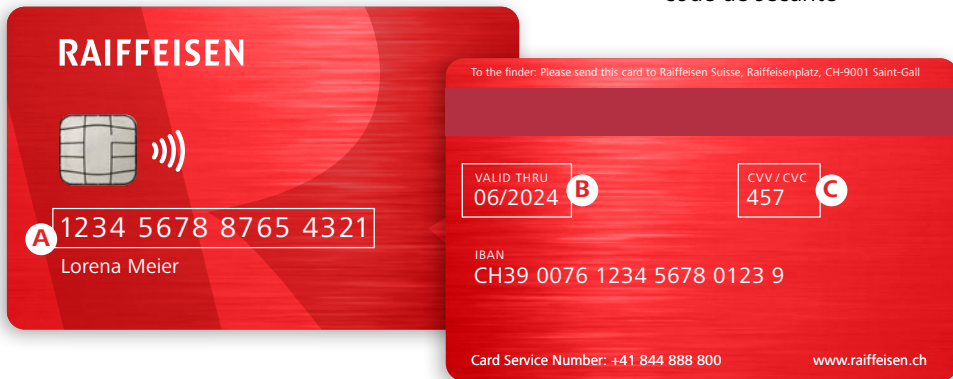 RAIFFEISEN
A
1234 5678 8765 4321
Lorena Meier
To the finder: Please send this card to Raiffeisen Suisse, Raiffeisenplatz, CH-9001 Saint-Gall
VALID THRU
06/2024
B
CVV / CVC
457
C
IBAN
CH39 0076 1234 5678 0123 9
Card Service Number: +41 844 888 800
www.raiffeisen.ch